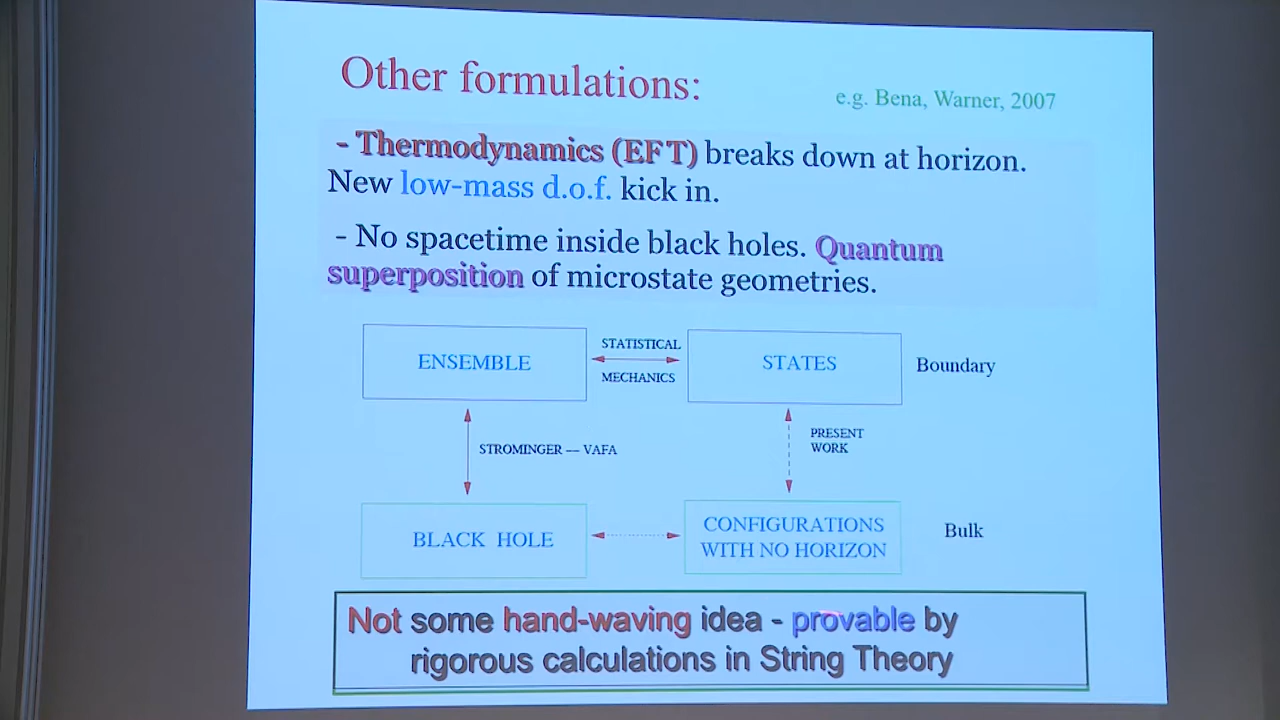 Other formulations:
e.g. Bena, Warner, 2007
- Thermodynamics (EFT) breaks down at horizon.
New low-mass d.o.f. kick in.
- No spacetime inside black holes. Quantum
superposition of microstate geometries.
ENSEMBLE
STATISTICAL
MECHANICS
STATES
Boundary
STROMINGER — VAFA
PRESENT
WORK
BLACK HOLE
CONFIGURATIONS
WITH NO HORIZON
Bulk
Not some hand-waving idea - provable by
rigorous calculations in String Theory